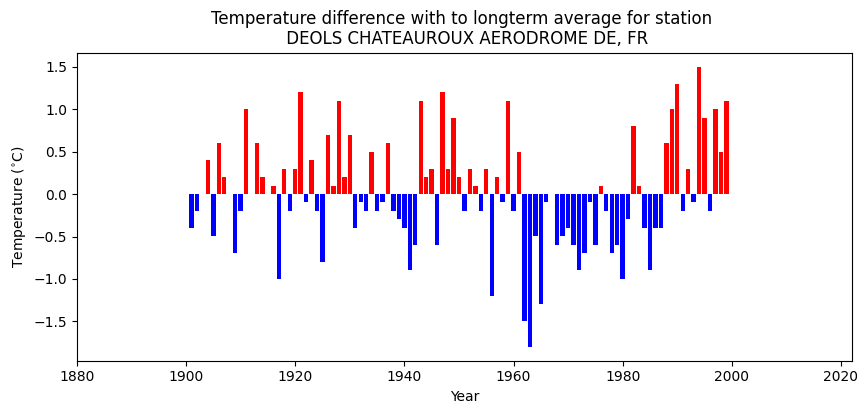 Temperature difference with to longterm average for station
DEOLS CHATEAUROUX AERODROME DE, FR
1.5
1.0
0.5
0.0
−0.5
−1.0
−1.5
Temperature (°C)
1880 1900 1920 1940 1960 1980 2000 2020
Year